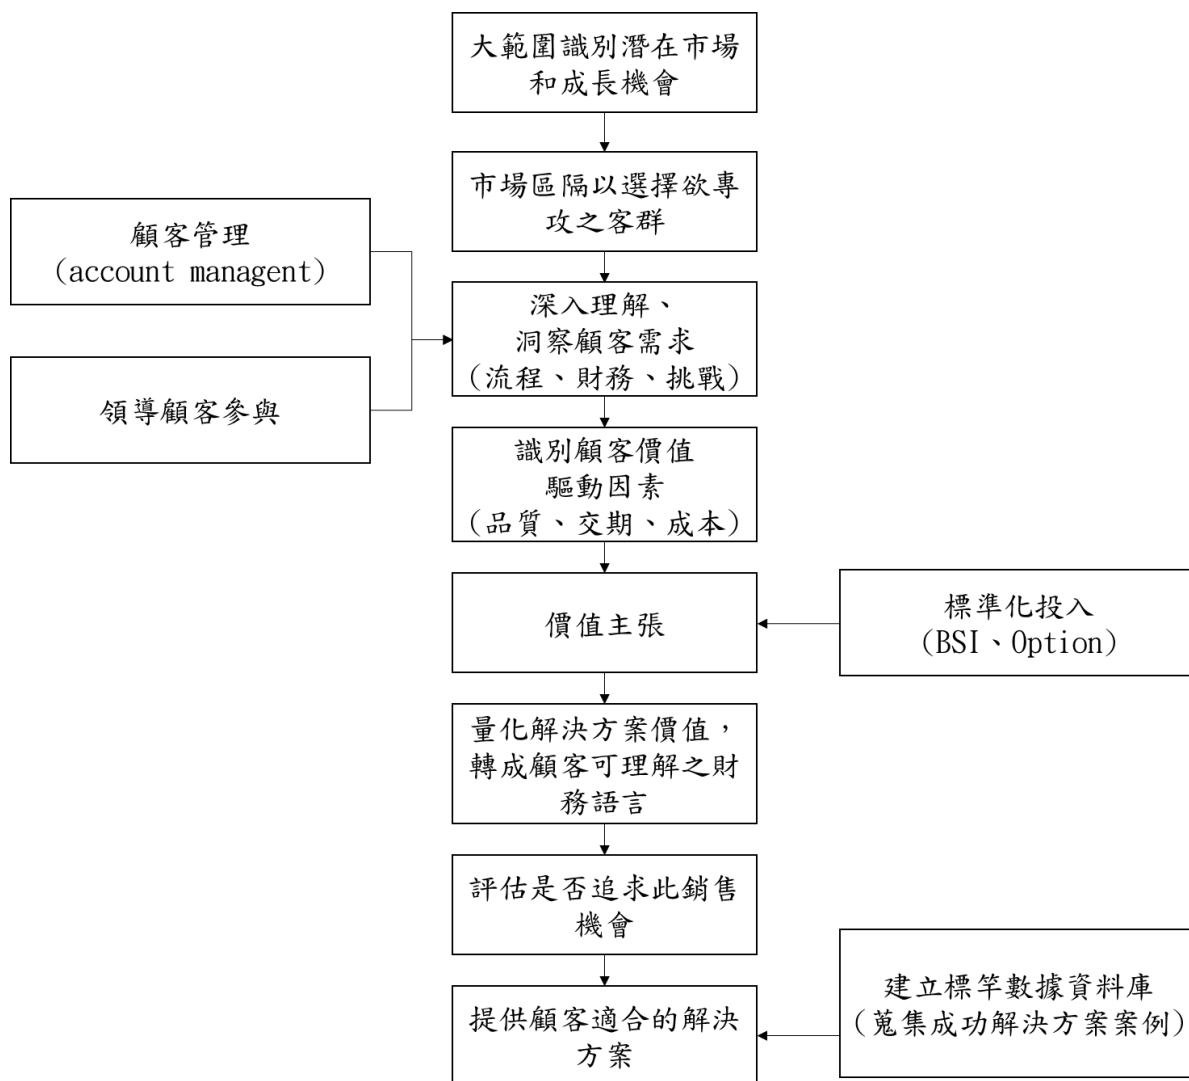 大範圍識別潛在市場
和成長機會
市場區隔以選擇欲專
攻之客群
顧客管理
(account managent)
領導顧客參與
深入理解、
洞察顧客需求
(流程、財務、挑戰)
識別顧客價值
驅動因素
(品質、交期、成本)
價值主張
標準化投入
(BSI、Option)
量化解決方案價值，
轉成顧客可理解之財
務語言
評估是否追求此銷售
機會
提供顧客適合的解決
方案
建立標竿數據資料庫
(蒐集成功解決方案案例)